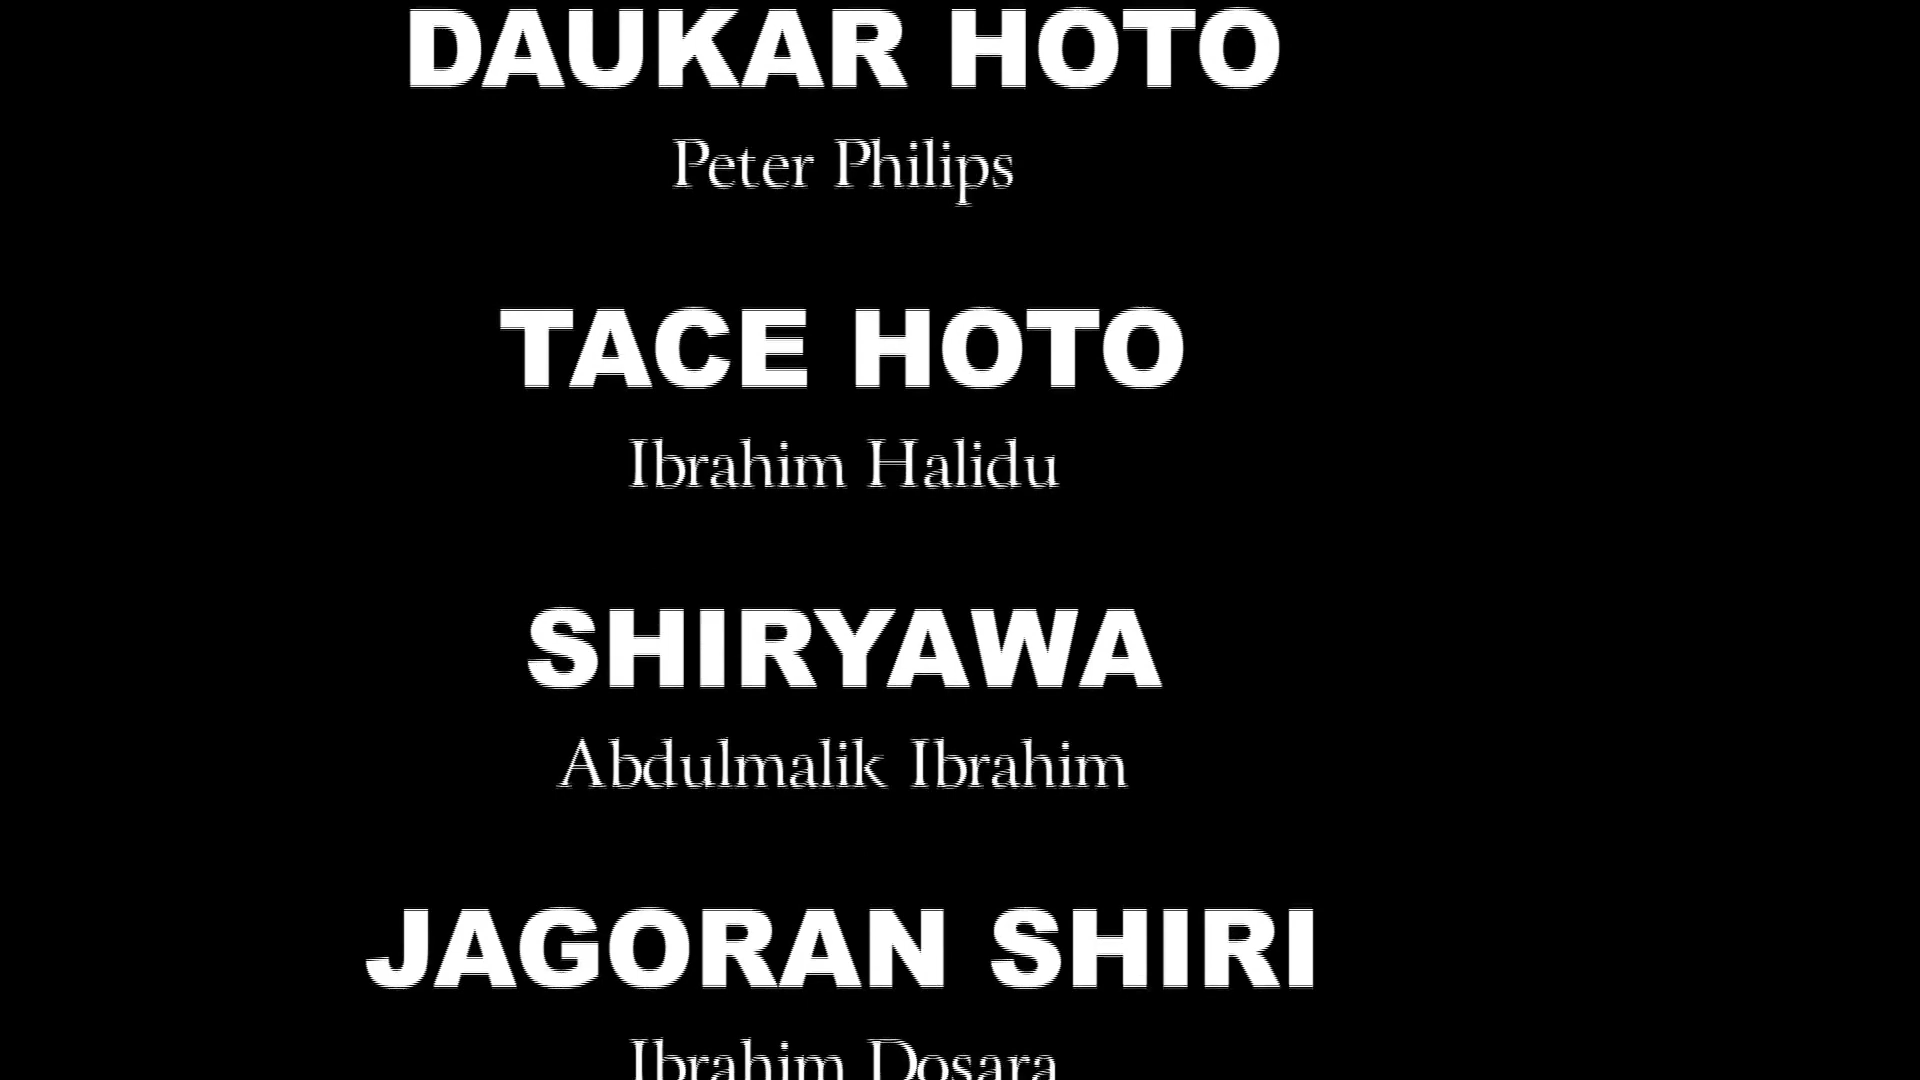 DAUKAR HOTO
Peter Philips
TACE HOTO
Ibrahim Halidu
SHIRYAWA
Abdulmalik Ibrahim
JAGORAN SHIRI
Ibrahim Dosara